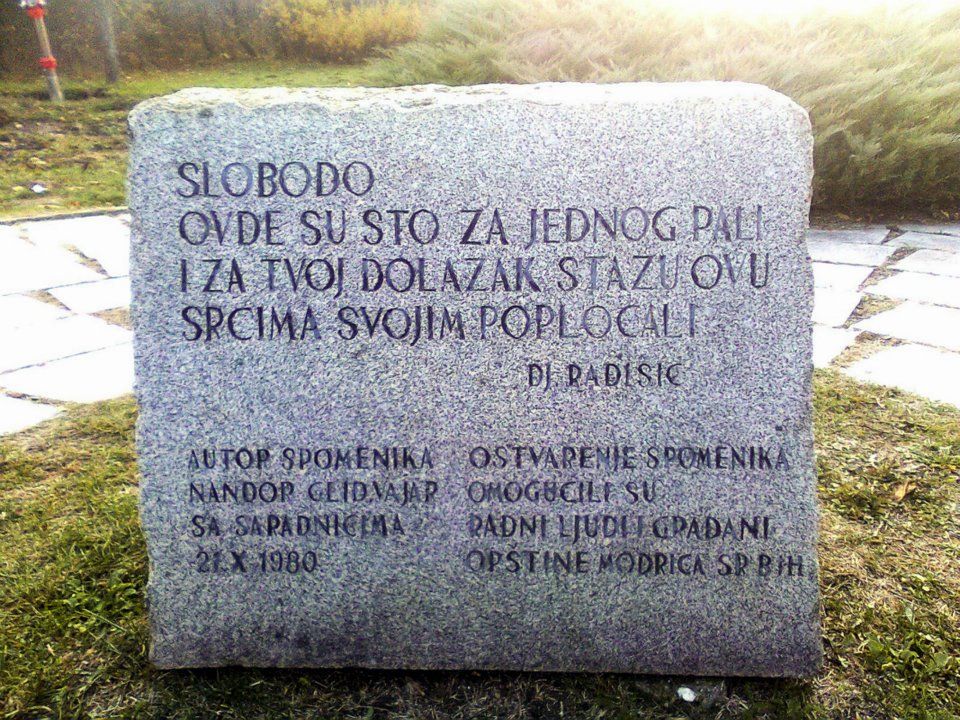 SLOBODO
OVDE SU STO ZA JEDNOG PALI
I ZA TVOJ DOLAZAK STAZU OVU
SRCIMA SVOJIM POPLOCALI
DJ. RADISIC
AUTOR SPOMENIKA
NANDOR GLID.VAJAR
SA SARADNICIMA
21.X 1980.
OSTVARENJE SPOMENIKA
OMOGUCILI SU
RADNI LJUDI I GRADANI
OPSTINE MODRICA SR BIH